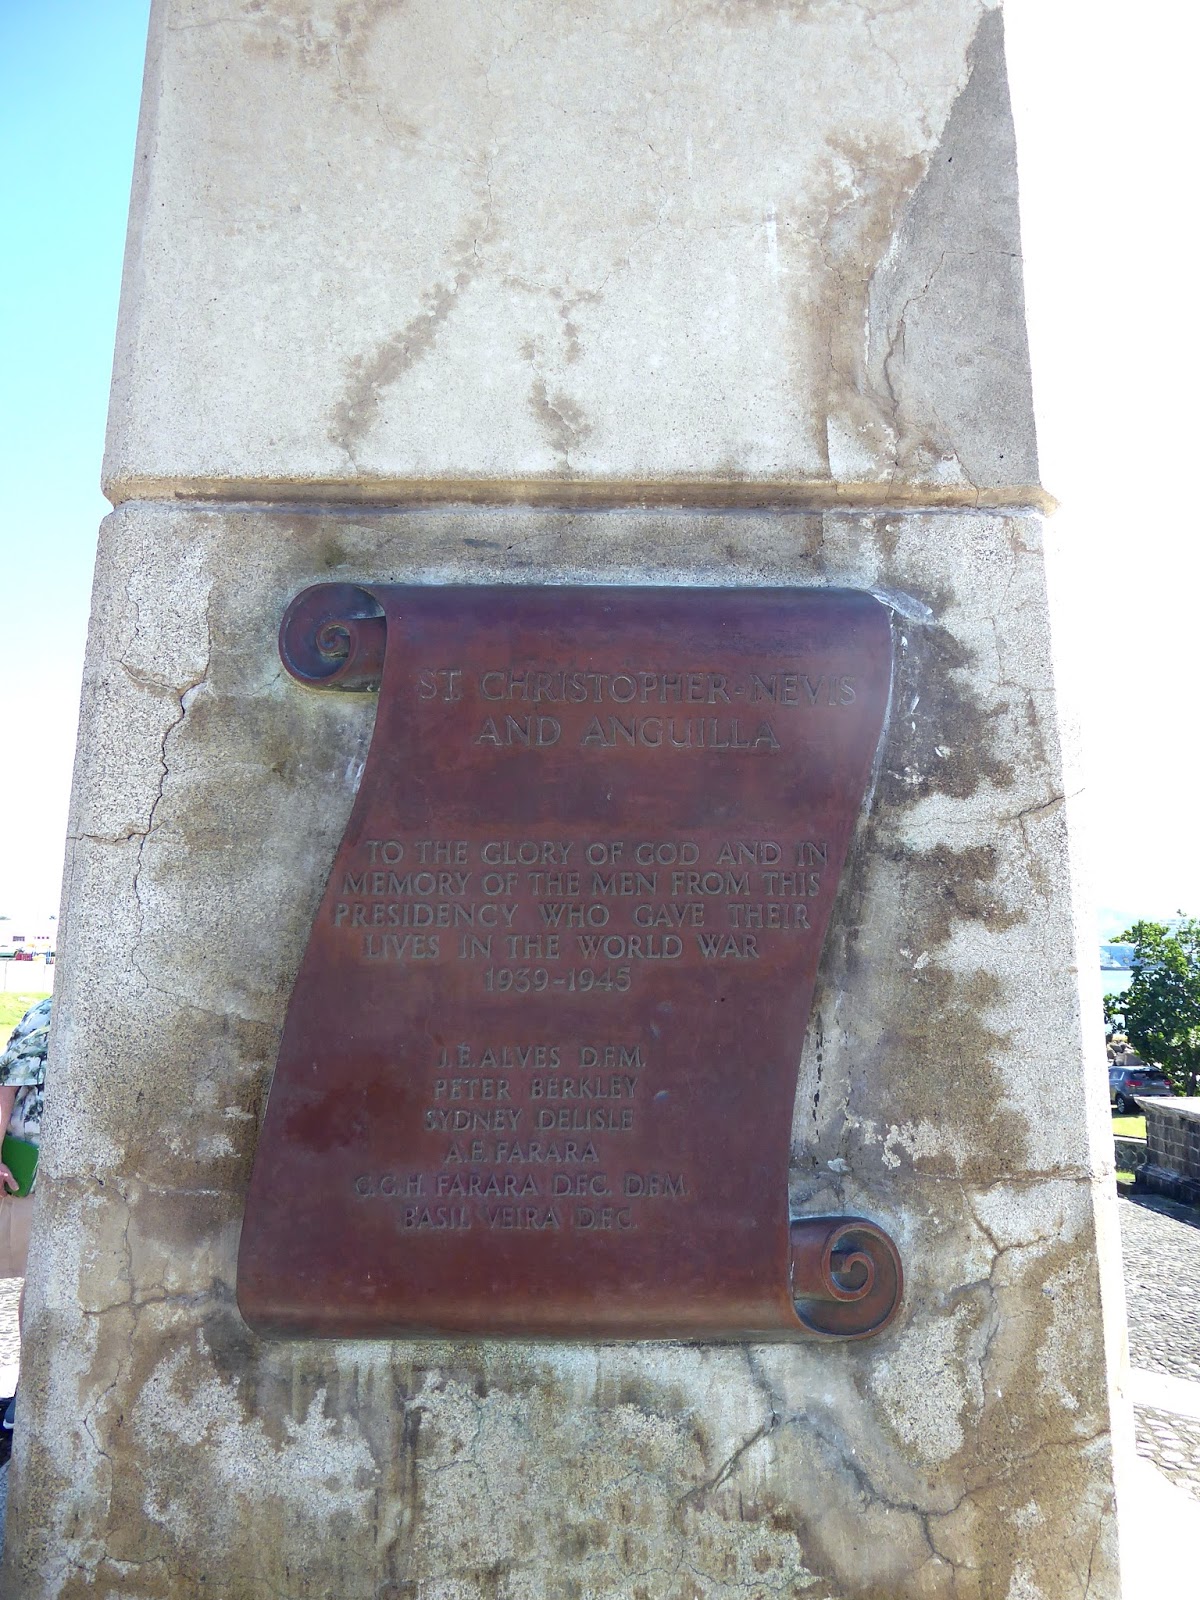 ST. CHRISTOPHER-NEVIS
AND ANGUILLA
TO THE GLORY OF GOD AND IN
MEMORY OF THE MEN FROM THIS
PRESIDENCY WHO GAVE THEIR
LIVES IN THE WORLD WAR
1939-1945
J. E. ALVES D.F.M.
PETER BERKLEY
SYDNEY DELISLE
A.E. FARARA
C.G.H. FARARA D.F.C. D.F.M.
BASIL VEIRA D.F.C.